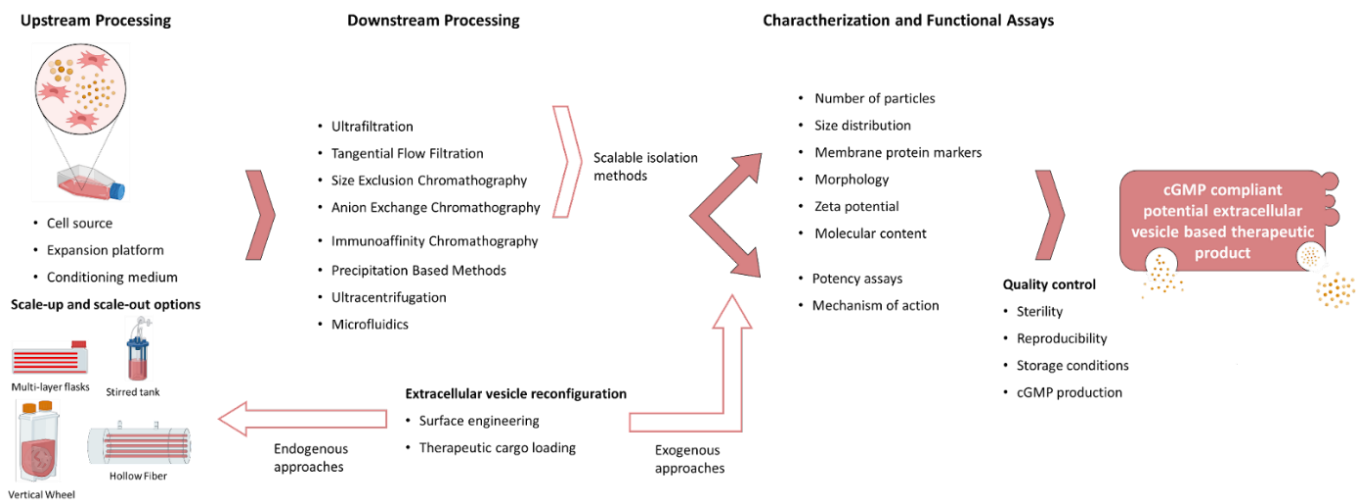 Upstream Processing
Downstream Processing
Charactherization and Functional Assays
• Cell source
• Expansion platform
• Conditioning medium
Scale-up and scale-out options
Multi-layer flasks
Stirred tank
Vertical Wheel
Hollow Fiber
• Ultrafiltration
• Tangential Flow Filtration
• Size Exclusion Chromathography
• Anion Exchange Chromatography
• Immunoaffinity Chromatography
• Precipitation Based Methods
• Ultracentrifugation
• Microfluidics
Scalable isolation
methods
Extracellular vesicle reconfiguration
• Surface engineering
• Therapeutic cargo loading
Endogenous
approaches
Exogenous
approaches
• Number of particles
• Size distribution
• Membrane protein markers
• Morphology
• Zeta potential
• Molecular content
• Potency assays
• Mechanism of action
Quality control
• Sterility
• Reproducibility
• Storage conditions
• cGMP production
cGMP compliant
potential extracellular
vesicle based therapeutic
product